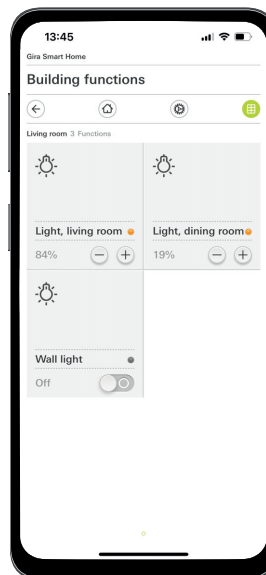 13:45
Gira Smart Home
Building functions
Living room 3 Functions
Light, living room
84%
Light, dining room
19%
Wall light
Off